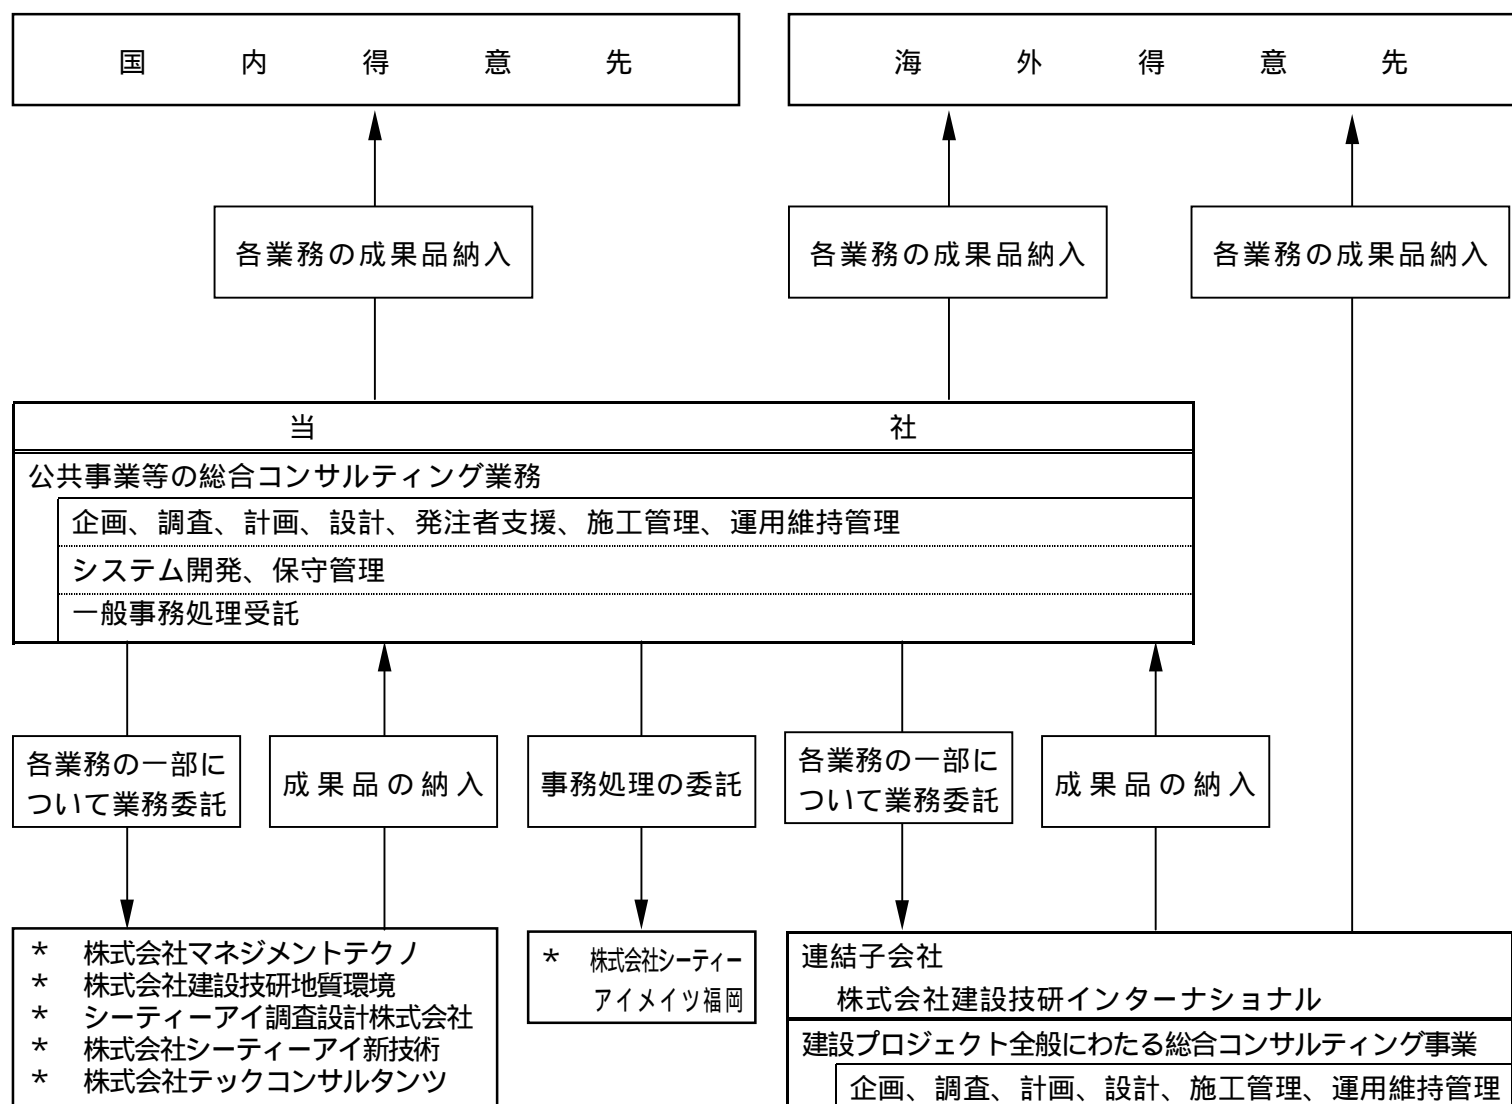 国内得意先
海外得意先
各業務の成果品納入
各業務の成果品納入
各業務の成果品納入
当社
公共事業等の総合コンサルティング業務
企画、調査、計画、設計、発注者支援、施工管理、運用維持管理
システム開発、保守管理
一般事務処理受託
各業務の一部に
ついて業務委託
成果品の納入
事務処理の委託
各業務の一部に
ついて業務委託
成果品の納入
* 株式会社マネジメントテクノ
* 株式会社建設技研地質環境
* シーティーアイ調査設計株式会社
* 株式会社シーティーアイ新技術
* 株式会社テックコンサルタンツ
* 株式会社シーティー
アイメイツ福岡
連結子会社
株式会社建設技研インターナショナル
建設プロジェクト全般にわたる総合コンサルティング事業
企画、調査、計画、設計、施工管理、運用維持管理